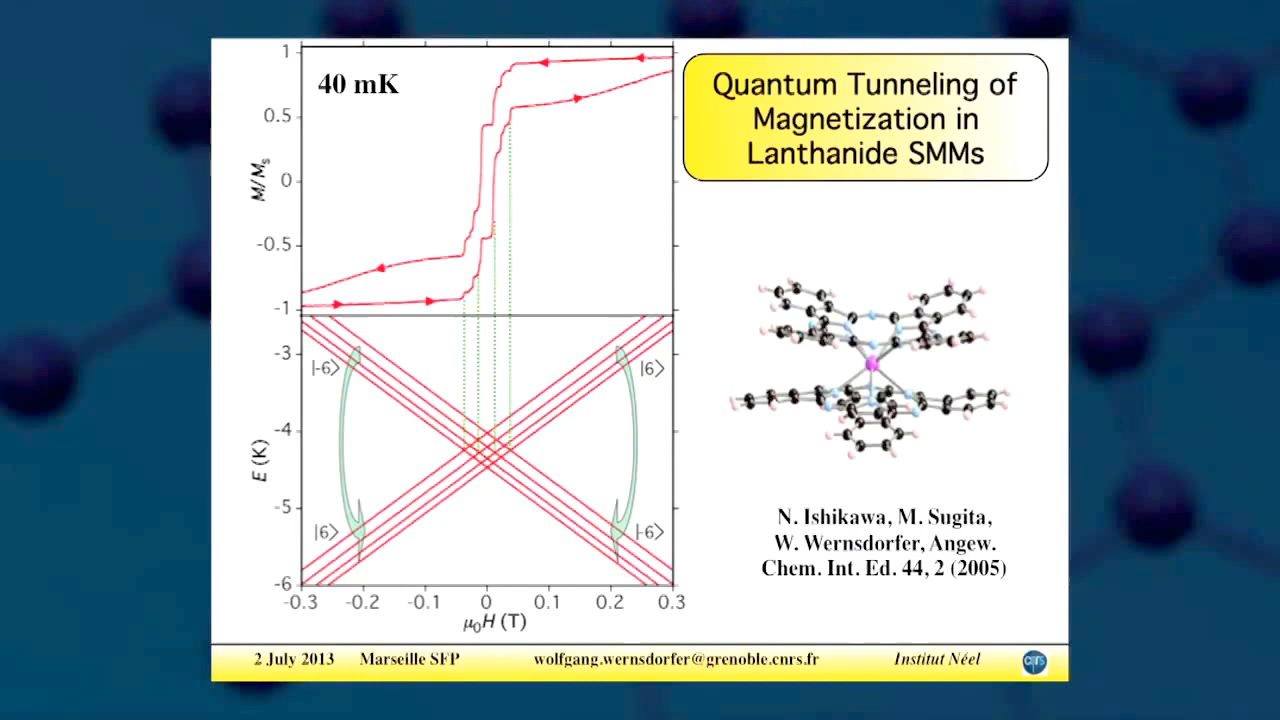 40 mK
Quantum Tunneling of
Magnetization in
Lanthanide SMMs
1
0.5
0
-0.5
-1
M/Ms
-3
-4
-5
-6
E (K)
|-6>
|6>
|6>
|-6>
-0.3 -0.2 -0.1 0 0.1 0.2 0.3
μ0H (T)
N. Ishikawa, M. Sugita,
W. Wernsdorfer, Angew.
Chem. Int. Ed. 44, 2 (2005)
2 July 2013 Marseille SFP wolfgang.wernsdorfer@grenoble.cnrs.fr Institut Néel cnrs